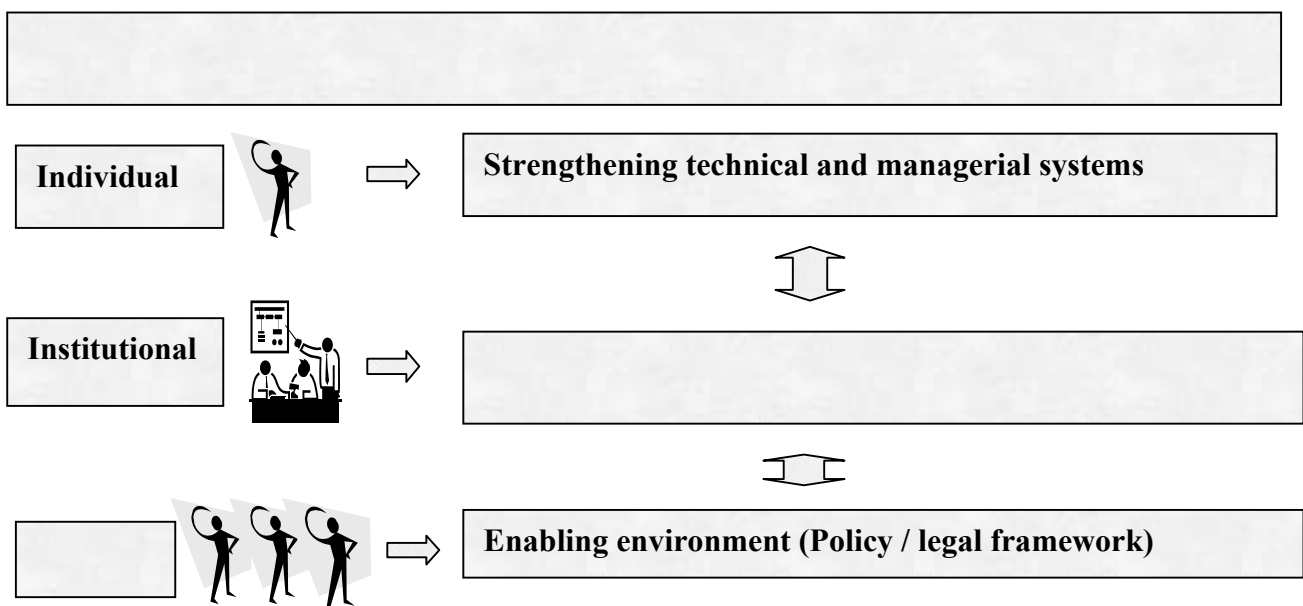 Individual
Strengthening technical and managerial systems
Institutional
Enabling environment (Policy / legal framework)